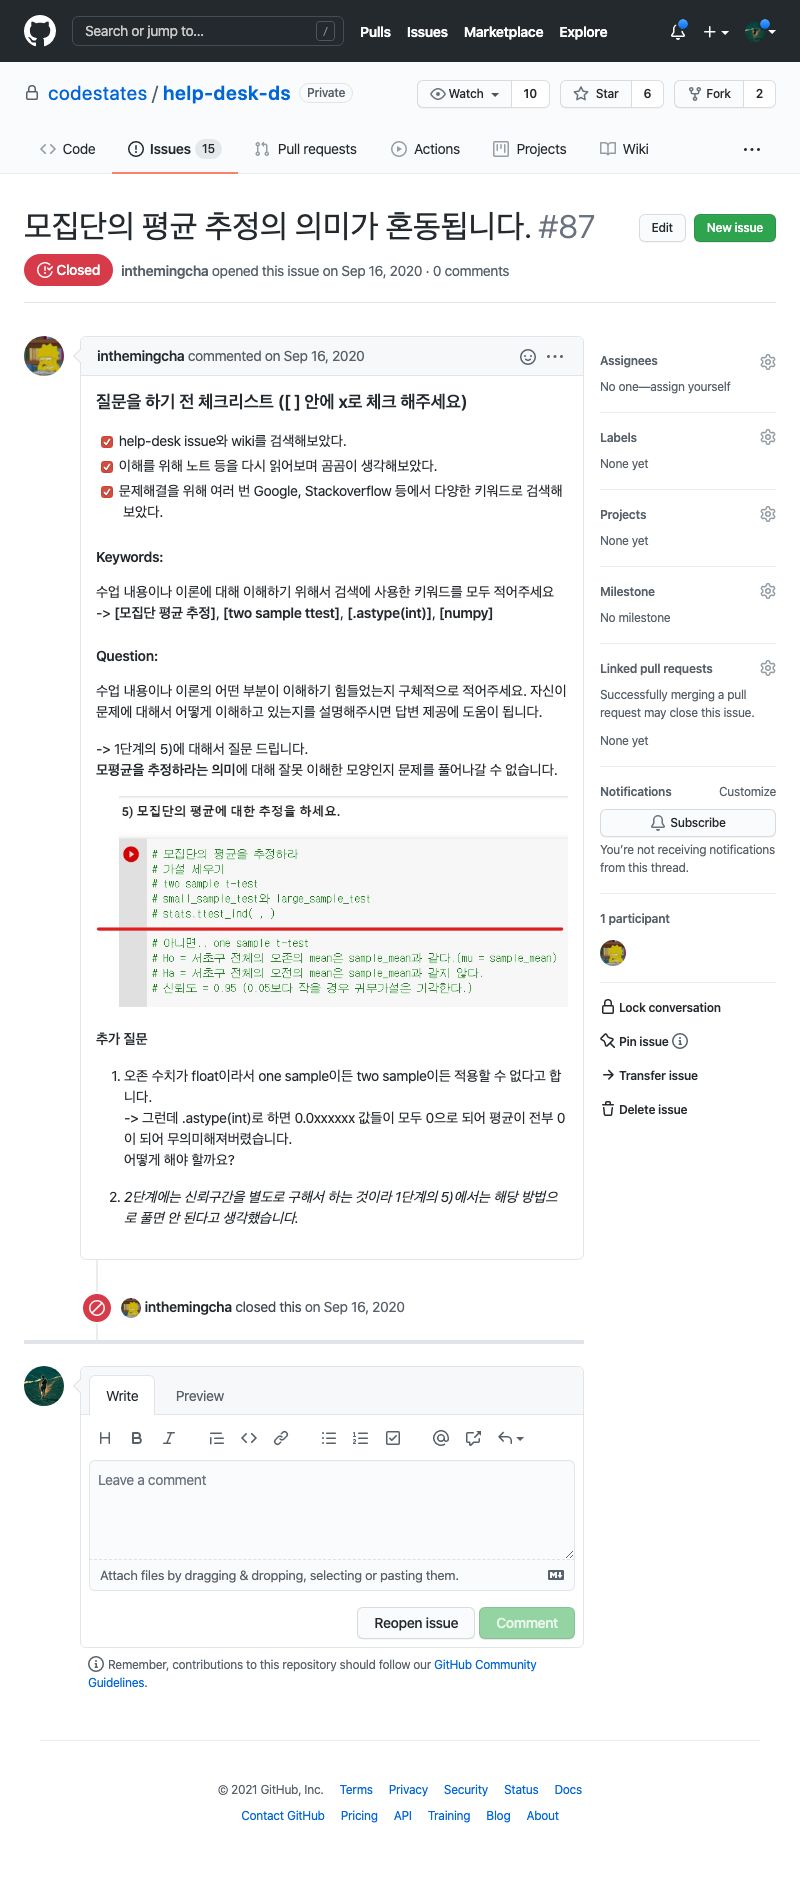 Search or jump to...
/
Pulls
Issues
Marketplace
Explore
codestates / help-desk-ds
Private
Watch
10
Star
6
Fork
2
Code
Issues 15
Pull requests
Actions
Projects
Wiki
모집단의 평균 추정의 의미가 혼동됩니다. #87
Edit
New issue
Closed
inthemingcha opened this issue on Sep 16, 2020 · 0 comments
inthemingcha commented on Sep 16, 2020
질문을 하기 전 체크리스트 ([ ] 안에 x로 체크 해주세요)
help-desk issue와 wiki를 검색해보았다.
이해를 위해 노트 등을 다시 읽어보며 곰곰이 생각해보았다.
문제해결을 위해 여러 번 Google, Stackoverflow 등에서 다양한 키워드로 검색해
보았다.
Keywords:
수업 내용이나 이론에 대해 이해하기 위해서 검색에 사용한 키워드를 모두 적어주세요
-> [모집단 평균 추정], [two sample ttest], [.astype(int)], [numpy]
Question:
수업 내용이나 이론의 어떤 부분이 이해하기 힘들었는지 구체적으로 적어주세요. 자신이
문제에 대해서 어떻게 이해하고 있는지를 설명해주시면 답변 제공에 도움이 됩니다.
-> 1단계의 5)에 대해서 질문 드립니다.
모평균을 추정하라는 의미에 대해 잘못 이해한 모양인지 문제를 풀어나갈 수 없습니다.
5) 모집단의 평균에 대한 추정을 하세요.
# 모집단의 평균을 추정하라
# 가설 세우기
# two sample t-test
# small_sample_test와 large_sample_test
# stats.ttest_ind( , )
# 아니면.. one sample t-test
# Ho = 서초구 전체의 오존의 mean은 sample_mean과 같다.(mu = sample_mean)
# Ha = 서초구 전체의 오전의 mean은 sample_mean과 같지 않다.
# 신뢰도 = 0.95 (0.05보다 작을 경우 귀무가설은 기각한다.)
추가 질문
1. 오존 수치가 float이라서 one sample이든 two sample이든 적용할 수 없다고 합
니다.
-> 그런데 .astype(int)로 하면 0.0xxxxxx 값들이 모두 0으로 되어 평균이 전부 0
이 되어 무의미해져버렸습니다.
어떻게 해야 할까요?
2. 2단계에는 신뢰구간을 별도로 구해서 하는 것이라 1단계의 5)에서는 해당 방법으
로 풀면 안 된다고 생각했습니다.
Assignees
No one—assign yourself
Labels
None yet
Projects
None yet
Milestone
No milestone
Linked pull requests
Successfully merging a pull
request may close this issue.
None yet
Notifications
Customize
Subscribe
You're not receiving notifications
from this thread.
1 participant
Lock conversation
Pin issue
Transfer issue
Delete issue
inthemingcha closed this on Sep 16, 2020
Write
Preview
Leave a comment
Attach files by dragging & dropping, selecting or pasting them.
Reopen issue
Comment
Remember, contributions to this repository should follow our GitHub Community
Guidelines.
© 2021 GitHub, Inc.
Terms
Privacy
Security
Status
Docs
Contact GitHub
Pricing
API
Training
Blog
About